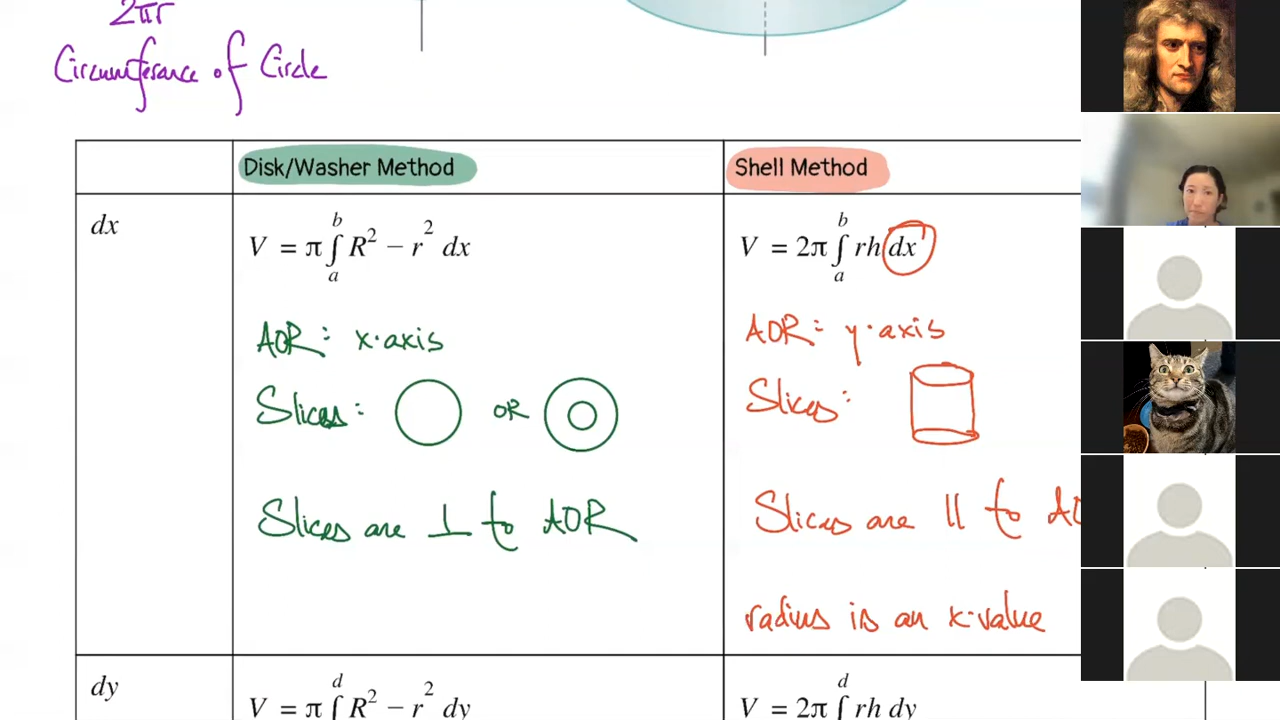 2πr
Circumference of Circle
Disk/Washer Method
Shell Method
dx
V = π ∫_a^b R² − r² dx
V = 2π ∫_a^b rh dx
AOR: x·axis
AOR: y·axis
Slices: OR
Slices:
Slices are ⊥ to AOR
Slices are || to
radius is an x·value
dy
V = π ∫^d R² − r² dy
V = 2π ∫^d rh dy